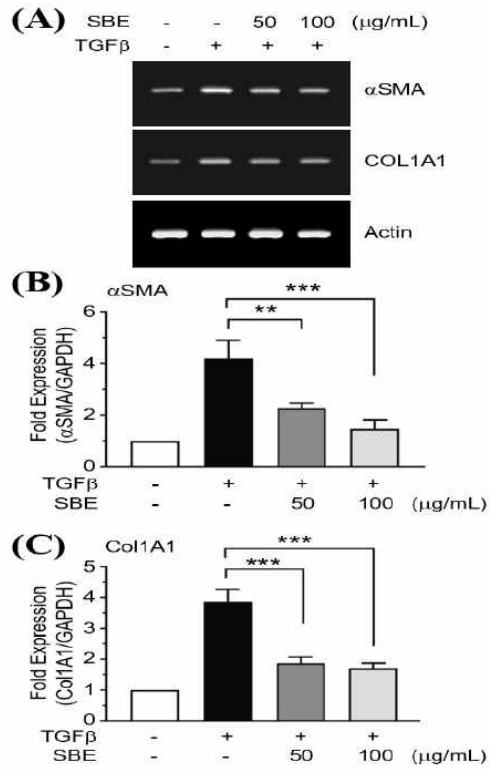 (A)
SBE - - 50 100 (μg/mL)
TGFβ - + + +
αSMA
COL1A1
Actin
(B)
αSMA
***
**
Fold Expression
(αSMA/GAPDH)
6
4
2
0
TGFβ - + + +
SBE - - 50 100 (μg/mL)
(C)
Col1A1
***
***
Fold Expression
(Col1A1/GAPDH)
5
4
3
2
1
0
TGFβ - + + +
SBE - - 50 100 (μg/mL)